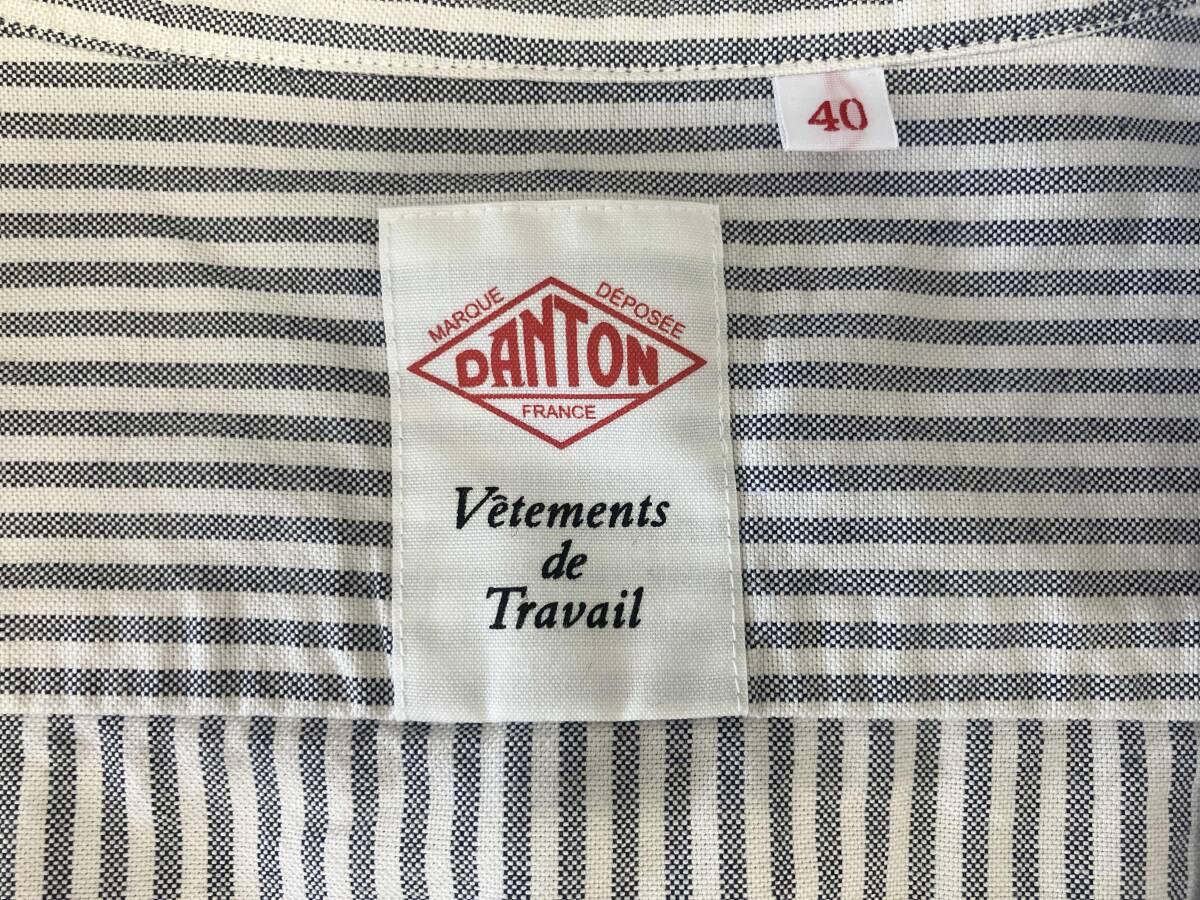 40
MARQUE DÉPOSÉE
DANTON
FRANCE
Vêtements
de
Travail